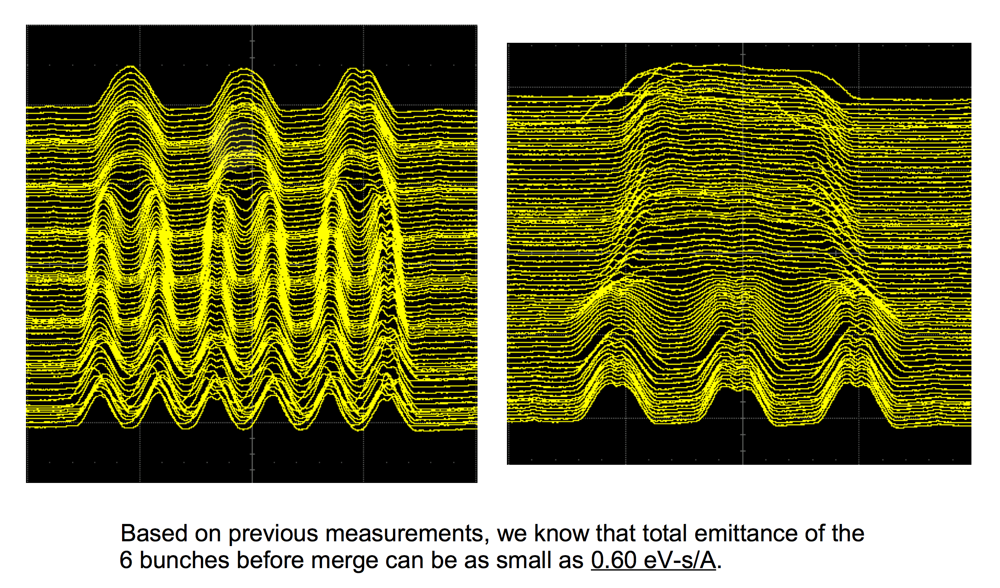 Based on previous measurements, we know that total emittance of the
6 bunches before merge can be as small as 0.60 eV-s/A.